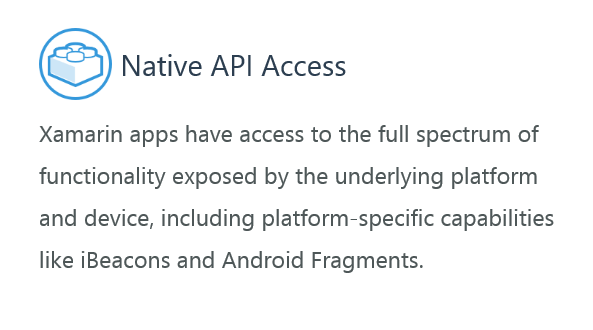 Native API Access
Xamarin apps have access to the full spectrum of
functionality exposed by the underlying platform
and device, including platform-specific capabilities
like iBeacons and Android Fragments.